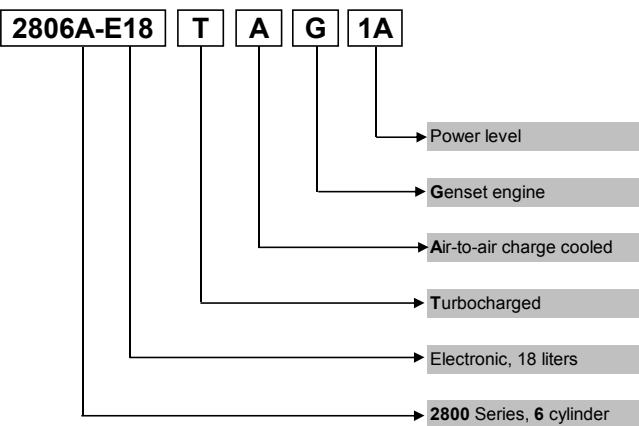 2806A-E18 T A G 1A
Power level
Genset engine
Air-to-air charge cooled
Turbocharged
Electronic, 18 liters
2800 Series, 6 cylinder